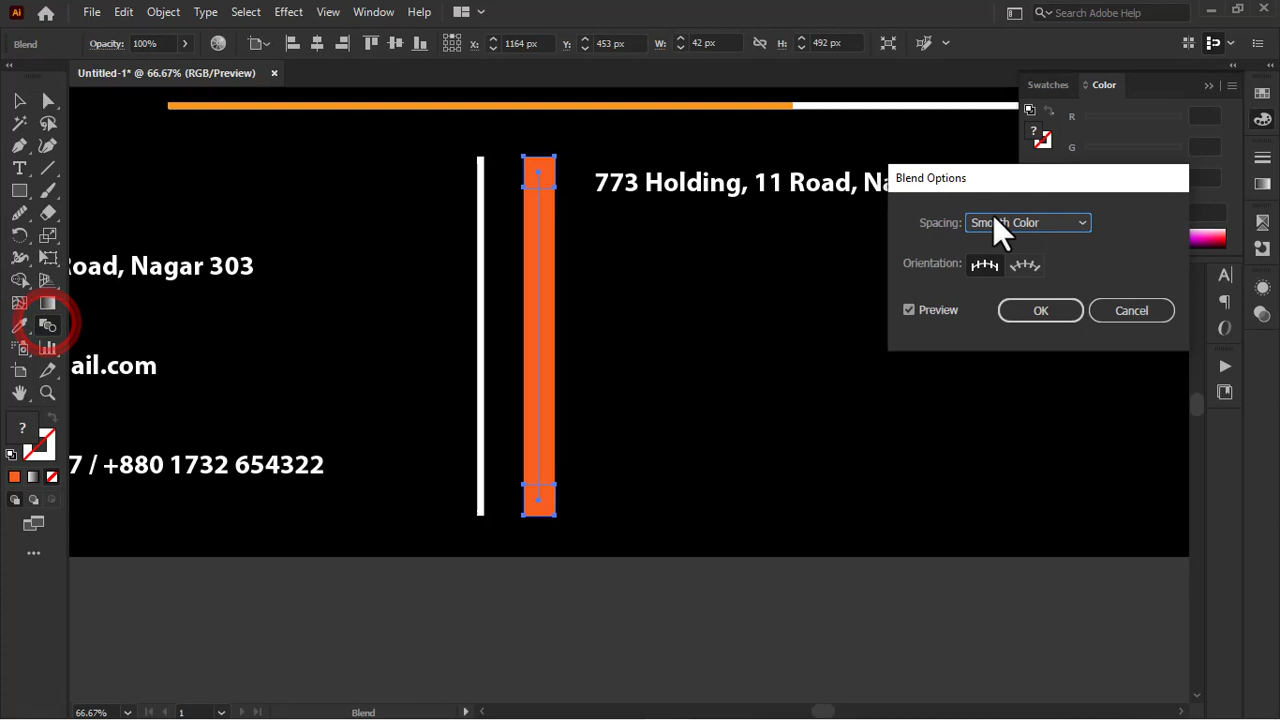 Ai File Edit Object Type Select Effect View Window Help Search Adobe Help
Blend Opacity: 100% X: 1164 px Y: 453 px W: 42 px H: 492 px
Untitled-1* @ 66.67% (RGB/Preview) × Swatches Color
R
G
773 Holding, 11 Road, Na
Blend Options
Spacing: Smooth Color
Orientation:
Preview OK Cancel
Road, Nagar 303
ail.com
7 / +880 1732 654322
?
?
66.67% 1 Blend